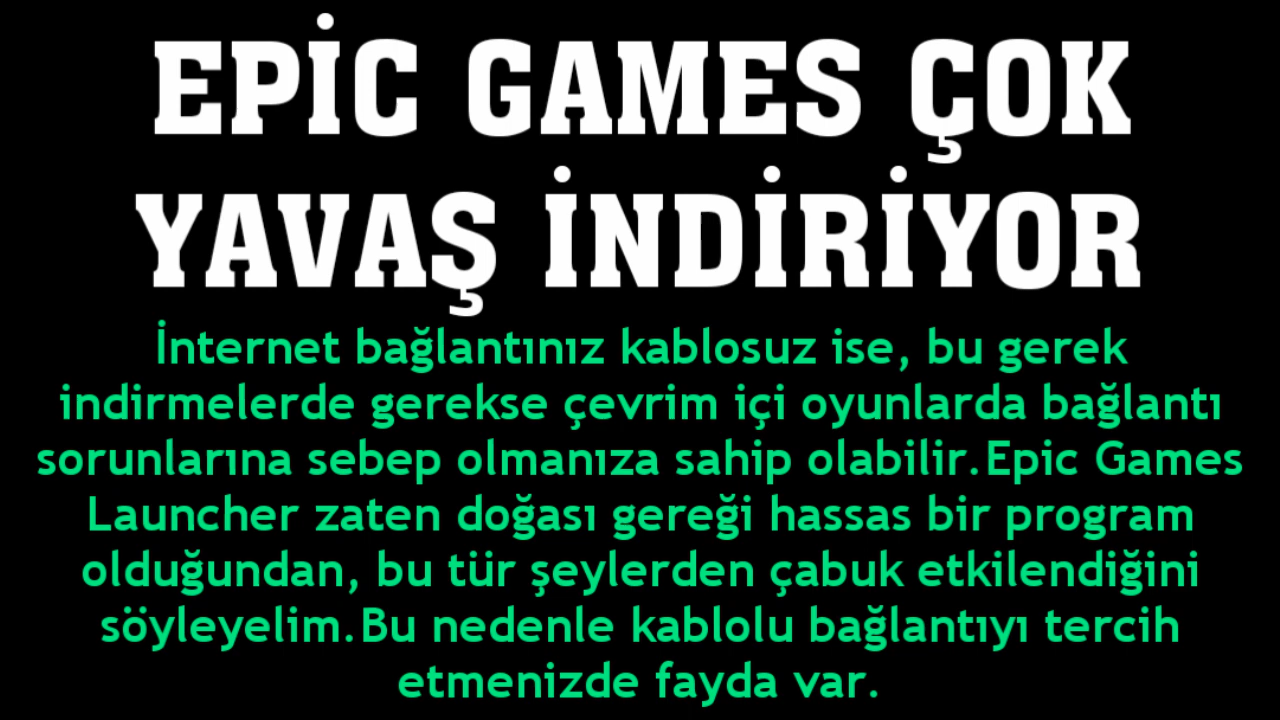 EPİC GAMES ÇOK
YAVAŞ İNDİRİYOR
İnternet bağlantınız kablosuz ise, bu gerek
indirmelerde gerekse çevrim içi oyunlarda bağlantı
sorunlarına sebep olmanıza sahip olabilir.Epic Games
Launcher zaten doğası gereği hassas bir program
olduğundan, bu tür şeylerden çabuk etkilendiğini
söyleyelim.Bu nedenle kablolu bağlantıyı tercih
etmenizde fayda var.